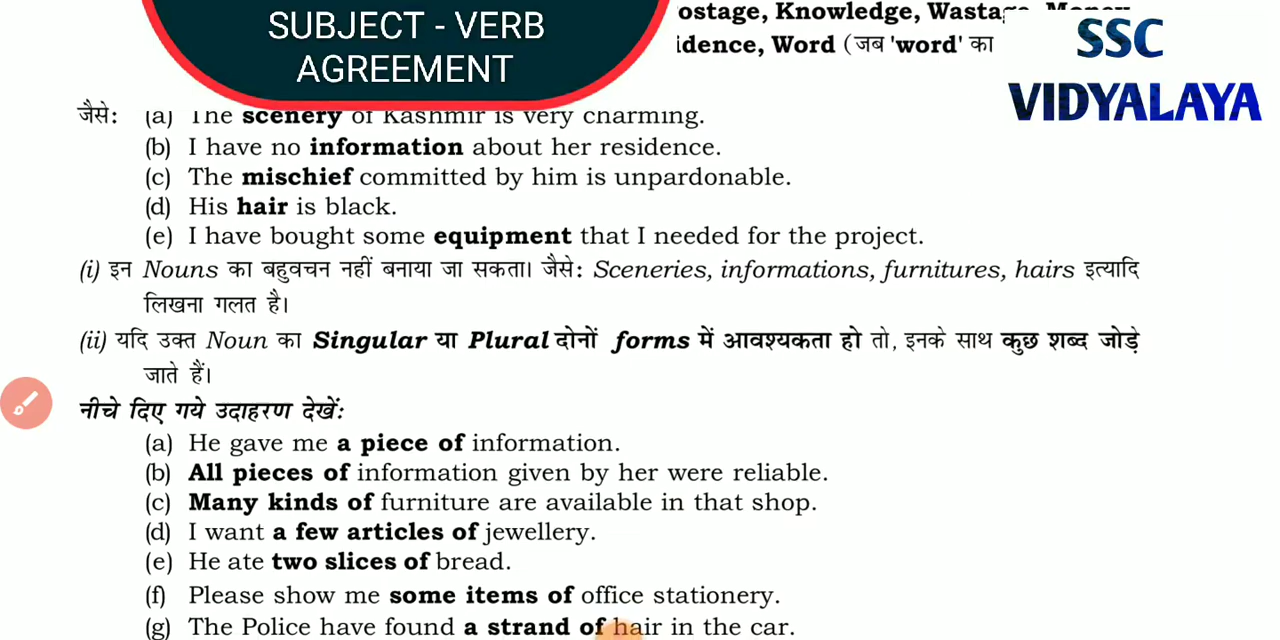 SUBJECT - VERB
AGREEMENT
Knowledge,
Word (जब 'word' का
SSC
VIDYALAYA
जैसे: (a) The scenery of Kashmir is very charming.
(b) I have no information about her residence.
(c) The mischief committed by him is unpardonable.
(d) His hair is black.
(e) I have bought some equipment that I needed for the project.
(i) इन Nouns का बहुवचन नहीं बनाया जा सकता। जैसे: Sceneries, informations, furnitures, hairs इत्यादि
लिखना गलत है।
(ii) यदि उक्त Noun का Singular या Plural दोनों forms में आवश्यकता हो तो, इनके साथ कुछ शब्द जोड़े
जाते हैं।
नीचे दिए गये उदाहरण देखें:
(a) He gave me a piece of information.
(b) All pieces of information given by her were reliable.
(c) Many kinds of furniture are available in that shop.
(d) I want a few articles of jewellery.
(e) He ate two slices of bread.
(f) Please show me some items of office stationery.
(g) The Police have found a strand of hair in the car.